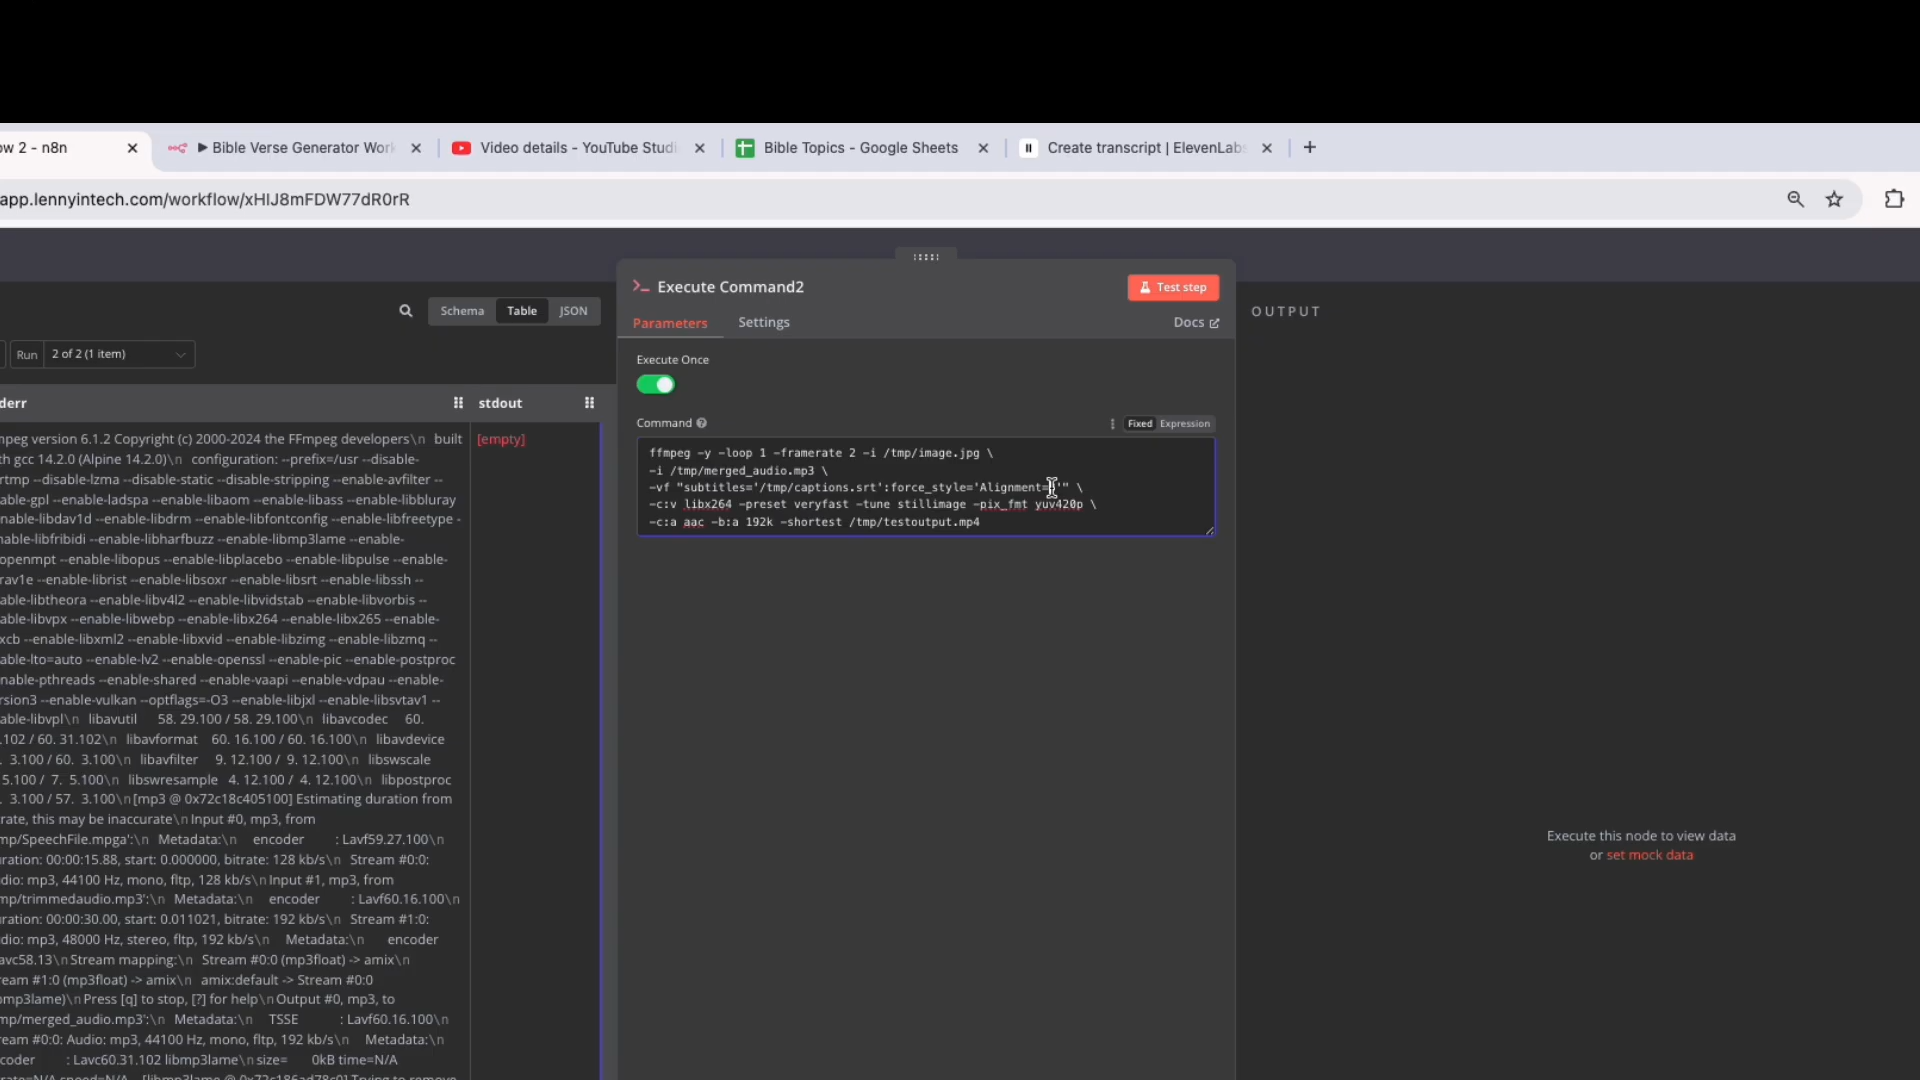 ow 2 - n8n
▶ Bible Verse Generator Work
Video details - YouTube Studi
Bible Topics - Google Sheets
Create transcript | ElevenLabs
app.lennyintech.com/workflow/xHIJ8mFDW77dR0rR
Execute Command2
Test step
Parameters
Settings
Docs
OUTPUT
Schema
Table
JSON
Run
2 of 2 (1 item)
derr
stdout
[empty]
Execute Once
Command
Fixed
Expression
ffmpeg -y -loop 1 -framerate 2 -i /tmp/image.jpg \
-i /tmp/merged_audio.mp3 \
-vf "subtitles='/tmp/captions.srt':force_style='Alignment= '" \
-c:v libx264 -preset veryfast -tune stillimage -pix_fmt yuv420p \
-c:a aac -b:a 192k -shortest /tmp/testoutput.mp4
mpeg version 6.1.2 Copyright (c) 2000-2024 the FFmpeg developers\n built
th gcc 14.2.0 (Alpine 14.2.0)\n configuration: --prefix=/usr --disable-
rtmp --disable-lzma --disable-static --disable-stripping --enable-avfilter --
able-gpl --enable-ladspa --enable-libaom --enable-libass --enable-libbluray
nable-libdav1d --enable-libdrm --enable-libfontconfig --enable-libfreetype -
nable-libfribidi --enable-libharfbuzz --enable-libmp3lame --enable-
openmpt --enable-libopus --enable-libplacebo --enable-libpulse --enable-
rav1e --enable-librist --enable-libsoxr --enable-libsrt --enable-libssh --
able-libtheora --enable-libv4l2 --enable-libvidstab --enable-libvorbis --
able-libvpx --enable-libwebp --enable-libx264 --enable-libx265 --enable-
xcb --enable-libxml2 --enable-libxvid --enable-libzimg --enable-libzmq --
able-lto=auto --enable-lv2 --enable-openssl --enable-pic --enable-postproc
nable-pthreads --enable-shared --enable-vaapi --enable-vdpau --enable-
rsion3 --enable-vulkan --optflags=-O3 --enable-libjxl --enable-libsvtav1 --
able-libvpl\n libavutil 58. 29.100 / 58. 29.100\n libavcodec 60.
.102 / 60. 31.102\n libavformat 60. 16.100 / 60. 16.100\n libavdevice
. 3.100 / 60. 3.100\n libavfilter 9. 12.100 / 9. 12.100\n libswscale
5.100 / 7. 5.100\n libswresample 4. 12.100 / 4. 12.100\n libpostproc
. 3.100 / 57. 3.100\n[mp3 @ 0x72c18c405100] Estimating duration from
rate, this may be inaccurate\nInput #0, mp3, from
mp/SpeechFile.mpga':\n Metadata:\n encoder : Lavf59.27.100\n
uration: 00:00:15.88, start: 0.000000, bitrate: 128 kb/s\n Stream #0:0:
dio: mp3, 44100 Hz, mono, fltp, 128 kb/s\nInput #1, mp3, from
mp/trimmedaudio.mp3':\n Metadata:\n encoder : Lavf60.16.100\n
uration: 00:00:30.00, start: 0.011021, bitrate: 192 kb/s\n Stream #1:0:
dio: mp3, 48000 Hz, stereo, fltp, 192 kb/s\n Metadata:\n encoder
avc58.13\nStream mapping:\n Stream #0:0 (mp3float) -> amix\n
ream #1:0 (mp3float) -> amix\n amix:default -> Stream #0:0
bmp3lame)\nPress [q] to stop, [?] for help\nOutput #0, mp3, to
mp/merged_audio.mp3':\n Metadata:\n TSSE : Lavf60.16.100\n
ream #0:0: Audio: mp3, 44100 Hz, mono, fltp, 192 kb/s\n Metadata:\n
coder : Lavc60.31.102 libmp3lame\nsize= 0kB time=N/A
Execute this node to view data
or set mock data